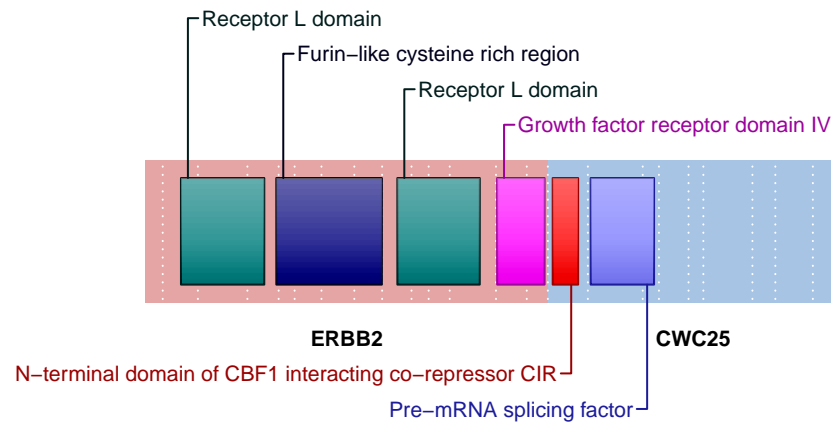 Receptor L domain
Furin−like cysteine rich region
Receptor L domain
Growth factor receptor domain IV
ERBB2
CWC25
N−terminal domain of CBF1 interacting co−repressor CIR
Pre−mRNA splicing factor